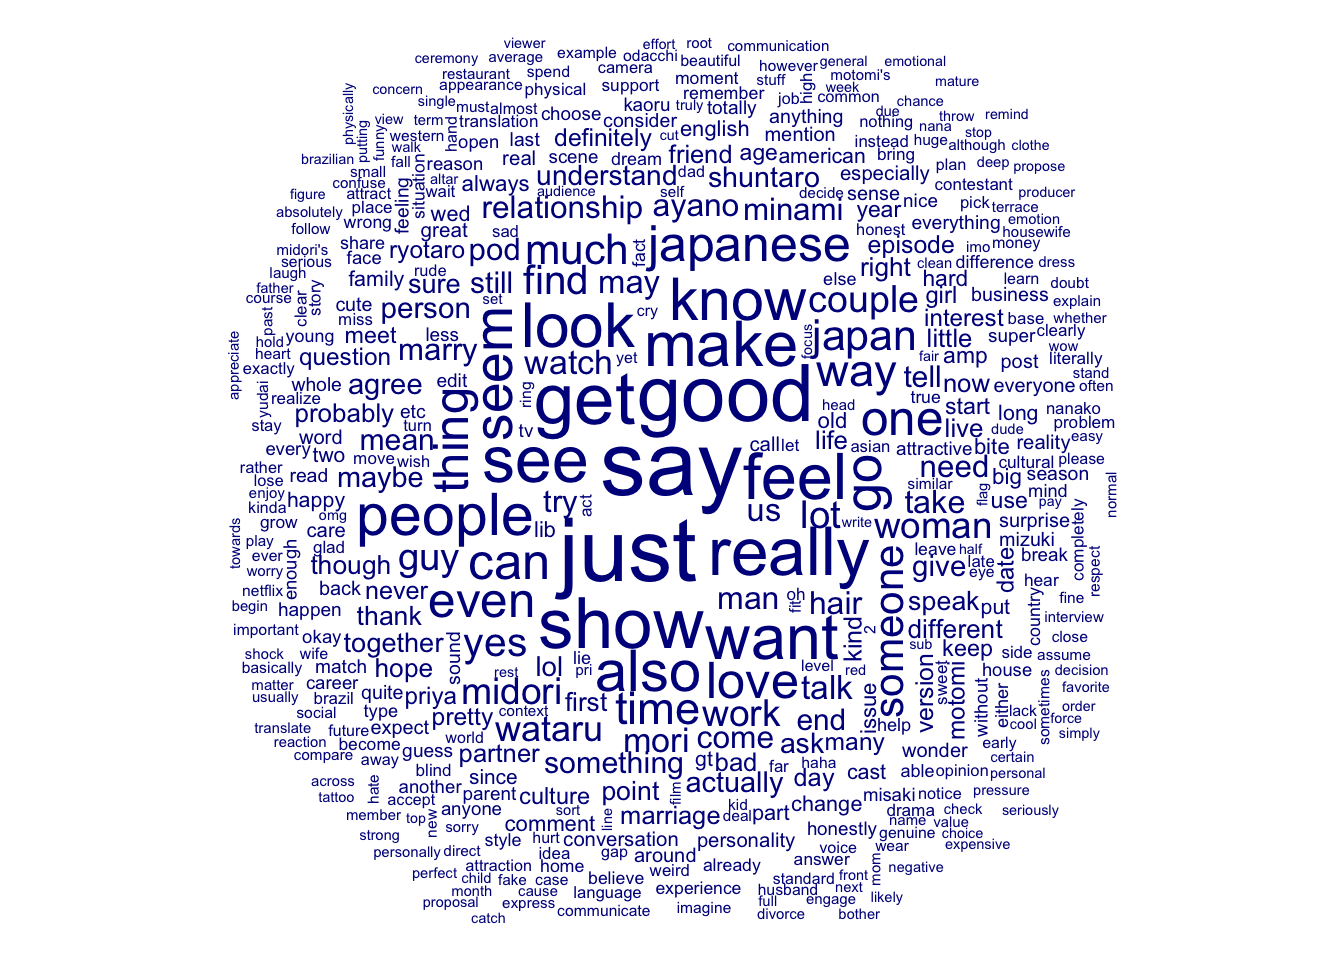 viewer effort root communication
ceremony average example odacchi beautiful however general emotional
restaurant spend camera moment stuff week motomi's mature
concern appearance physical support remember job high common chance
physically single must almost choose kaoru truly totally anything nothing due throw remind
putting funny view term hand translation consider english mention instead huge nana stop
western walk open last definitely cut friend age american bring although clothe
brazilian fall situation reason real scene dream dad especially plan deep propose
small confuse altar wait always understand shuntaro decide sense contestant producer
figure attract feeling audience self nice pick terrace
absolutely place wed relationship ayano minami year honest everything emotion
follow wrong great sad housewife
midori's share ryotaro pod much fact japanese episode imo money
serious face rude right clean difference dress
laugh family sure still find may else hard learn doubt
father story set cry girl business explain
course clear cute person look know couple interest base whether
past miss less seem make focus japan little super clearly
hold young meet marry watch yet fair wow
heart question way amp post literally
appreciate exactly edit ring get good tell now everyone stand often
yudai whole agree head true
realize probably etc thing old one start long nanako
stay turn tv live dude problem
word mean call let life asian attractive bite reality easy
every two move wish see say feel go need cultural please
rather read maybe similar big season
lose happy try act us lot take flag use mind pay normal
enjoy people write
kinda omg lib woman surprise
grow care just really mizuki
towards play glad guy can leave half break completely
ever enough though someone give late date
worry eye hear respect
netflix back never even man oh fit hair speak put country fine
begin happen thank show want kind 2 different interview
important okay together yes sub keep side close
shock wife sound lie version sweet assume
basically match hope lol also level red house decision
matter career rest pri love talk motomi without either lack
usually brazil quite priya midori first cool sometimes favorite
social type pretty context time work end issue help order
translate future expect world wataru force simply
reaction become guess mori come ask many wonder early
compare away partner something gt bad far haha able opinion certain
blind since actually day cast personal
across another parent culture point film misaki notice pressure
tattoo hate accept sort kid change drama check
member top new anyone line marriage deal part name value seriously
strong sorry comment honestly genuine choice
style hurt conversation personality voice wear expensive
personally direct idea gap around answer
attraction home weird already mom negative
perfect child fake case believe standard front
month cause language experience husband next likely
proposal express full engage
catch communicate imagine divorce bother